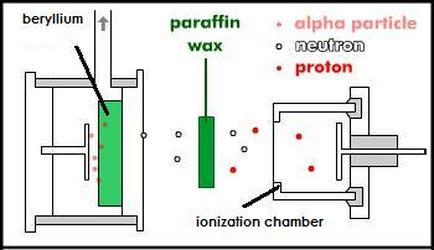 beryllium
paraffin
wax
alpha particle
neutron
proton
ionization chamber